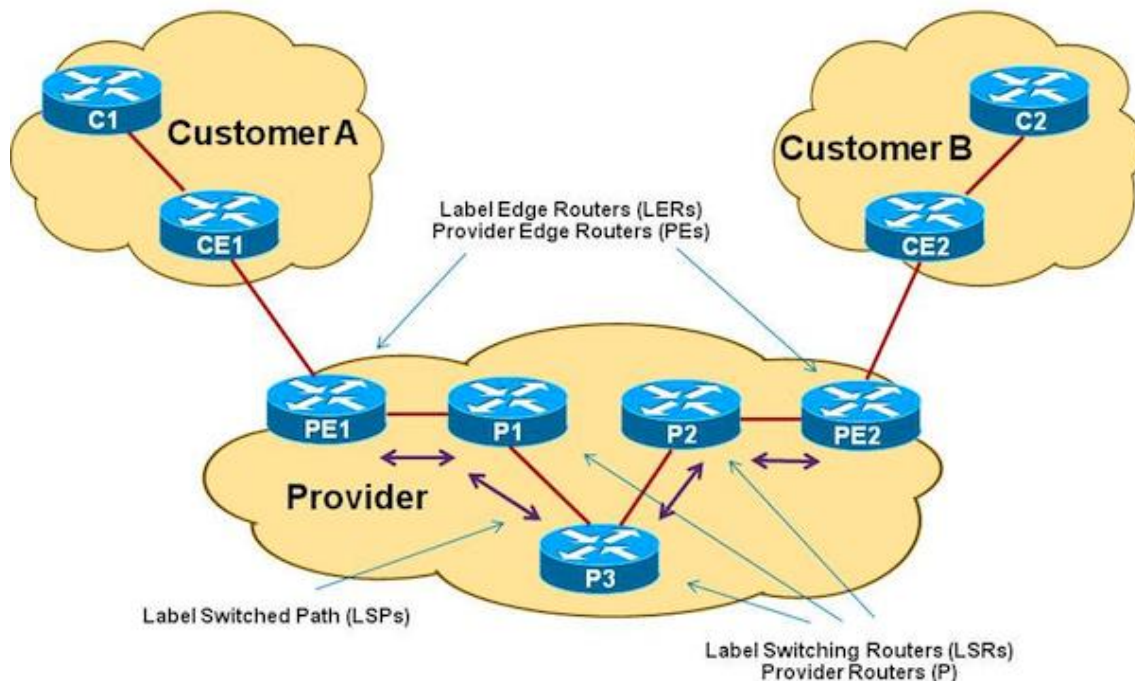 C1
Customer A
CE1
C2
Customer B
CE2
Label Edge Routers (LERs)
Provider Edge Routers (PEs)
PE1
P1
P2
PE2
Provider
P3
Label Switched Path (LSPs)
Label Switching Routers (LSRs)
Provider Routers (P)